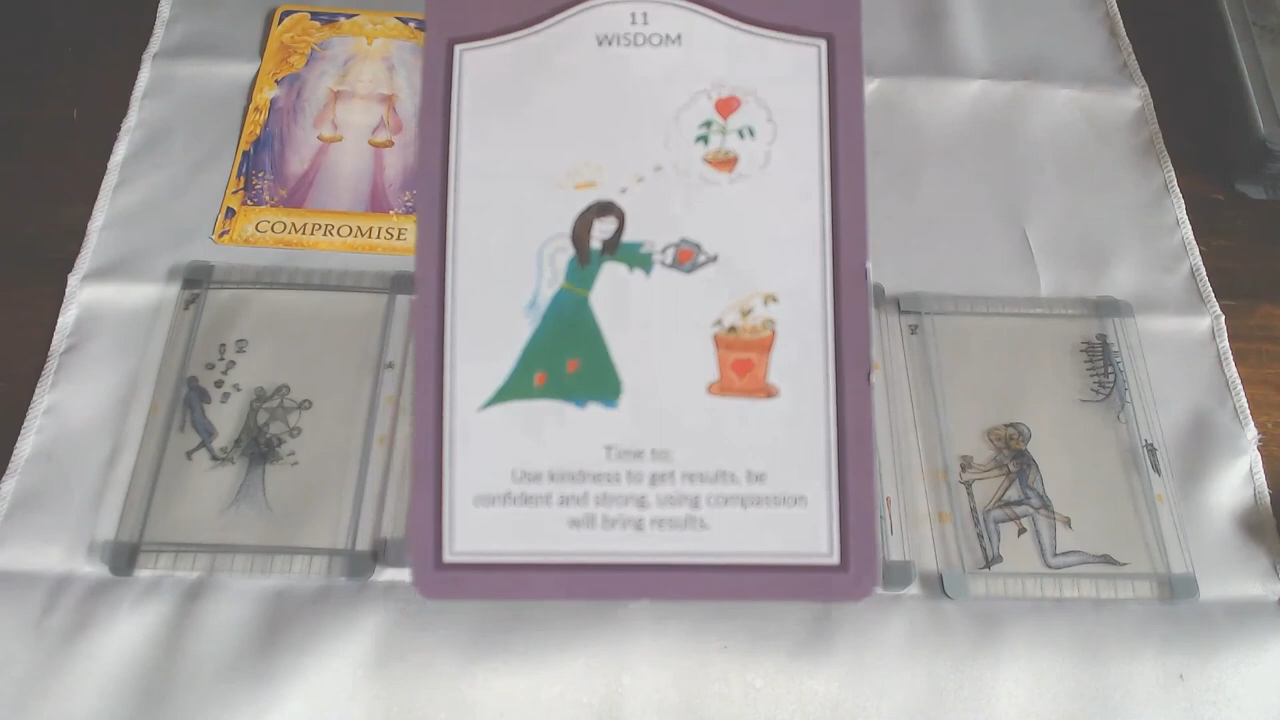 11
WISDOM
COMPROMISE
Time to:
Use kindness to get results, be
confident and strong, using compassion
will bring results.